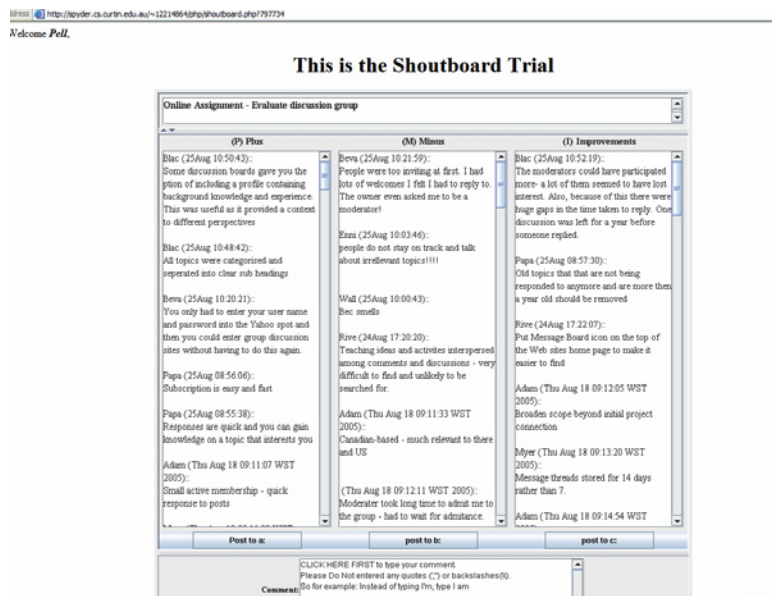 ldress http://spyder.cs.curtin.edu.au/~12214864/php/shoutboard.php?797734
Welcome Pell,
This is the Shoutboard Trial
Online Assignment - Evaluate discussion group
(P) Plus
Blac (25Aug 10:50:43)::
Some discussion boards gave you the
ption of including a profile containing
background knowledge and experience.
This was useful as it provided a context
to different perspectives
Blac (25Aug 10:48:42)::
All topics were categorised and
seperated into clear sub headings
Beva (25Aug 10:20:21)::
You only had to enter your user name
and password into the Yahoo spot and
then you could enter group discussion
sites without having to do this again.
Papa (25Aug 08:56:06)::
Subscription is easy and fast
Papa (25Aug 08:55:38)::
Responses are quick and you can gain
knowledge on a topic that interests you
Adam (Thu Aug 18 09:11:07 WST
2005)::
Small active membership - quick
response to posts
(M) Minus
Beva (25Aug 10:21:59)::
People were too inviting at first. I had
lots of welcomes I felt I had to reply to.
The owner even asked me to be a
moderator!
Enni (25Aug 10:03:46)::
people do not stay on track and talk
about irrellevant topics!!!!
Wall (25Aug 10:00:43)::
Bec smells
Rive (24Aug 17:20:20)::
Teaching ideas and activites interspersed
among comments and discussions - very
difficult to find and unlikely to be
searched for.
Adam (Thu Aug 18 09:11:33 WST
2005)::
Canadian-based - much relevant to there
and US
(Thu Aug 18 09:12:11 WST 2005)::
Moderater took long time to admit me to
the group - had to wait for admitance.
(I) Improvements
Blac (25Aug 10:52:19)::
The moderators could have participated
more- a lot of them seemed to have lost
interest. Also, because of this there were
huge gaps in the time taken to reply. One
discussion was left for a year before
someone replied.
Papa (25Aug 08:57:30)::
Old topics that that are not being
responded to anymore and are more then
a year old should be removed
Rive (24Aug 17:22:07)::
Put Message Board icon on the top of
the Web sites home page to make it
easier to find
Adam (Thu Aug 18 09:12:05 WST
2005)::
Broaden scope beyond initial project
connection
Myer (Thu Aug 18 09:13:20 WST
2005)::
Message threads stored for 14 days
rather than 7.
Adam (Thu Aug 18 09:14:54 WST
Post to a:
post to b:
post to c:
Comment:
CLICK HERE FIRST to type your comment.
Please Do Not entered any quotes (',") or backslashes(\\).
So for example: Instead of typing I'm, type I am